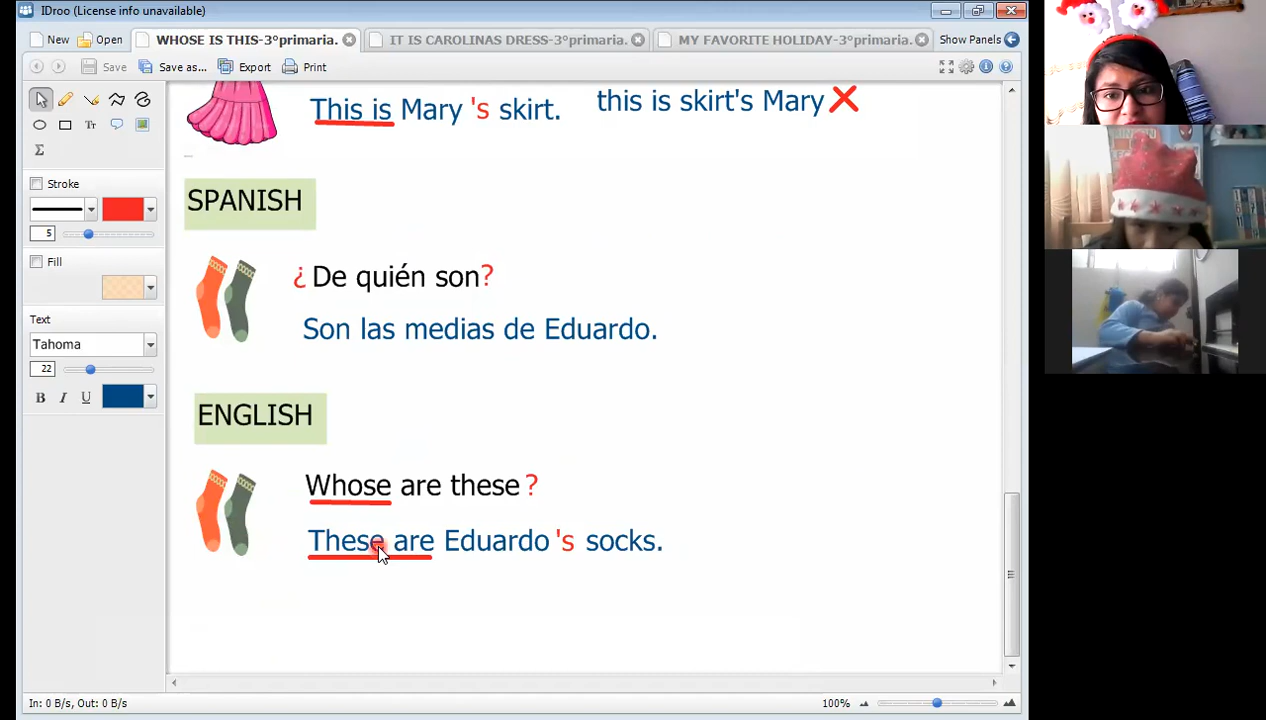 IDroo (License info unavailable)
New Open WHOSE IS THIS-3°primaria. IT IS CAROLINAS DRESS-3°primaria. MY FAVORITE HOLIDAY-3°primaria. Show Panels
Save Save as... Export Print
This is Mary 's skirt. this is skirt's Mary
Tr
Σ
Stroke
SPANISH
5
Fill
¿De quién son?
Text
Son las medias de Eduardo.
Tahoma
22
B I U
ENGLISH
Whose are these?
These are Eduardo 's socks.
In: 0 B/s, Out: 0 B/s 100%